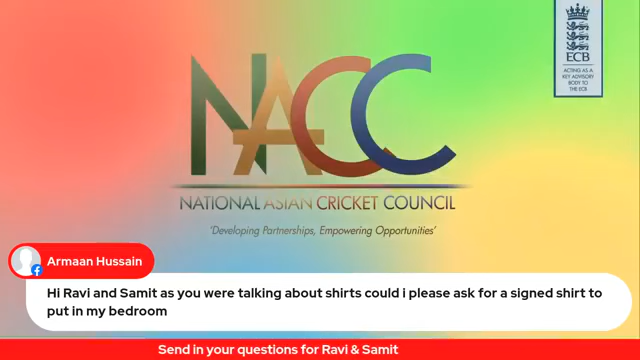 ECB
ACTING AS A
KEY ADVISORY
BODY TO
THE ECB
NACC
NATIONAL ASIAN CRICKET COUNCIL
'Developing Partnerships, Empowering Opportunities'
Armaan Hussain
Hi Ravi and Samit as you were talking about shirts could i please ask for a signed shirt to
put in my bedroom
Send in your questions for Ravi & Samit